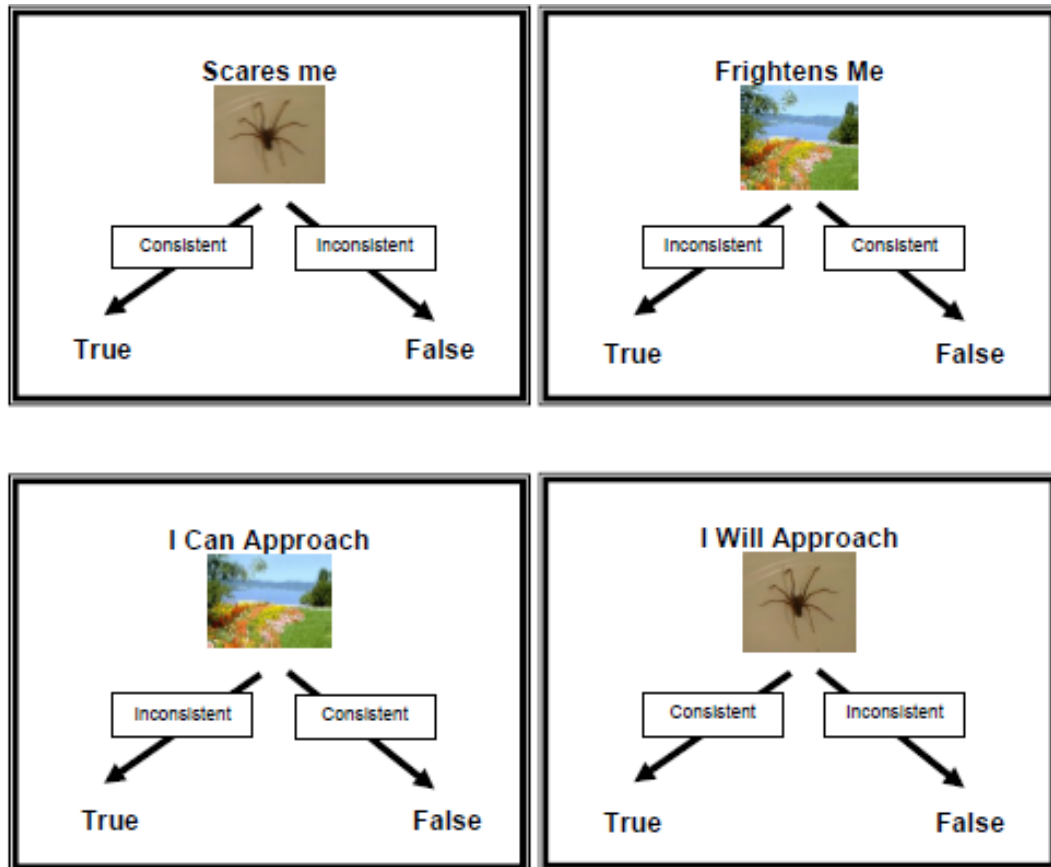 Scares me
Consistent
Inconsistent
True
False
Frightens Me
Inconsistent
Consistent
True
False
I Can Approach
Inconsistent
Consistent
True
False
I Will Approach
Consistent
Inconsistent
True
False